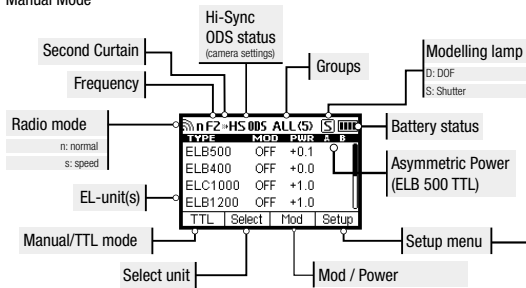 Manual Mode
Hi-Sync
ODS status
(camera settings)
Second Curtain
Groups
Modelling lamp
D: DOF
S: Shutter
Frequency
Radio mode
n: normal
s: speed
n F2 » HS ODS ALL (5) S
Battery status
TYPE MOD PWR A B
ELB500 OFF +0.1
ELB400 OFF +0.0
ELC1000 OFF +1.0
ELB1200 OFF +1.0
Asymmetric Power
(ELB 500 TTL)
EL-unit(s)
TTL Select Mod Setup
Manual/TTL mode
Setup menu
Select unit
Mod / Power